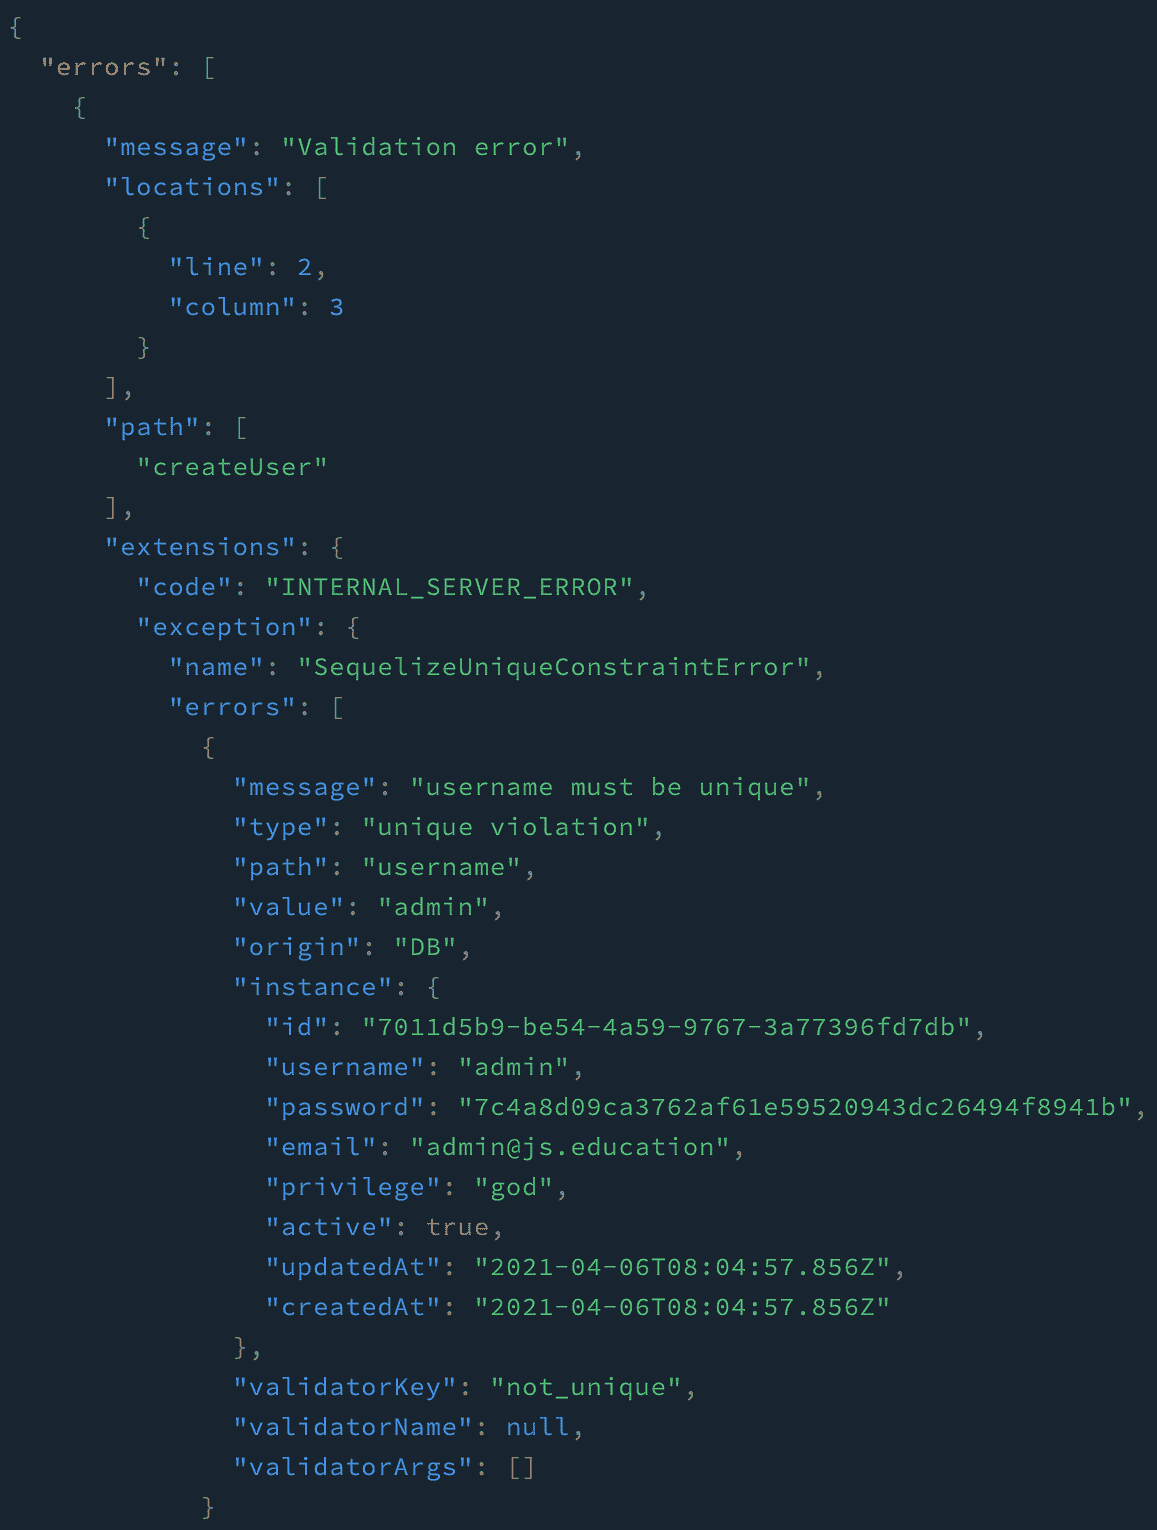 {
  "errors": [
    {
      "message": "Validation error",
      "locations": [
        {
          "line": 2,
          "column": 3
        }
      ],
      "path": [
        "createUser"
      ],
      "extensions": {
        "code": "INTERNAL_SERVER_ERROR",
        "exception": {
          "name": "SequelizeUniqueConstraintError",
          "errors": [
            {
              "message": "username must be unique",
              "type": "unique violation",
              "path": "username",
              "value": "admin",
              "origin": "DB",
              "instance": {
                "id": "7011d5b9-be54-4a59-9767-3a77396fd7db",
                "username": "admin",
                "password": "7c4a8d09ca3762af61e59520943dc26494f8941b",
                "email": "admin@js.education",
                "privilege": "god",
                "active": true,
                "updatedAt": "2021-04-06T08:04:57.856Z",
                "createdAt": "2021-04-06T08:04:57.856Z"
              },
              "validatorKey": "not_unique",
              "validatorName": null,
              "validatorArgs": []
            }